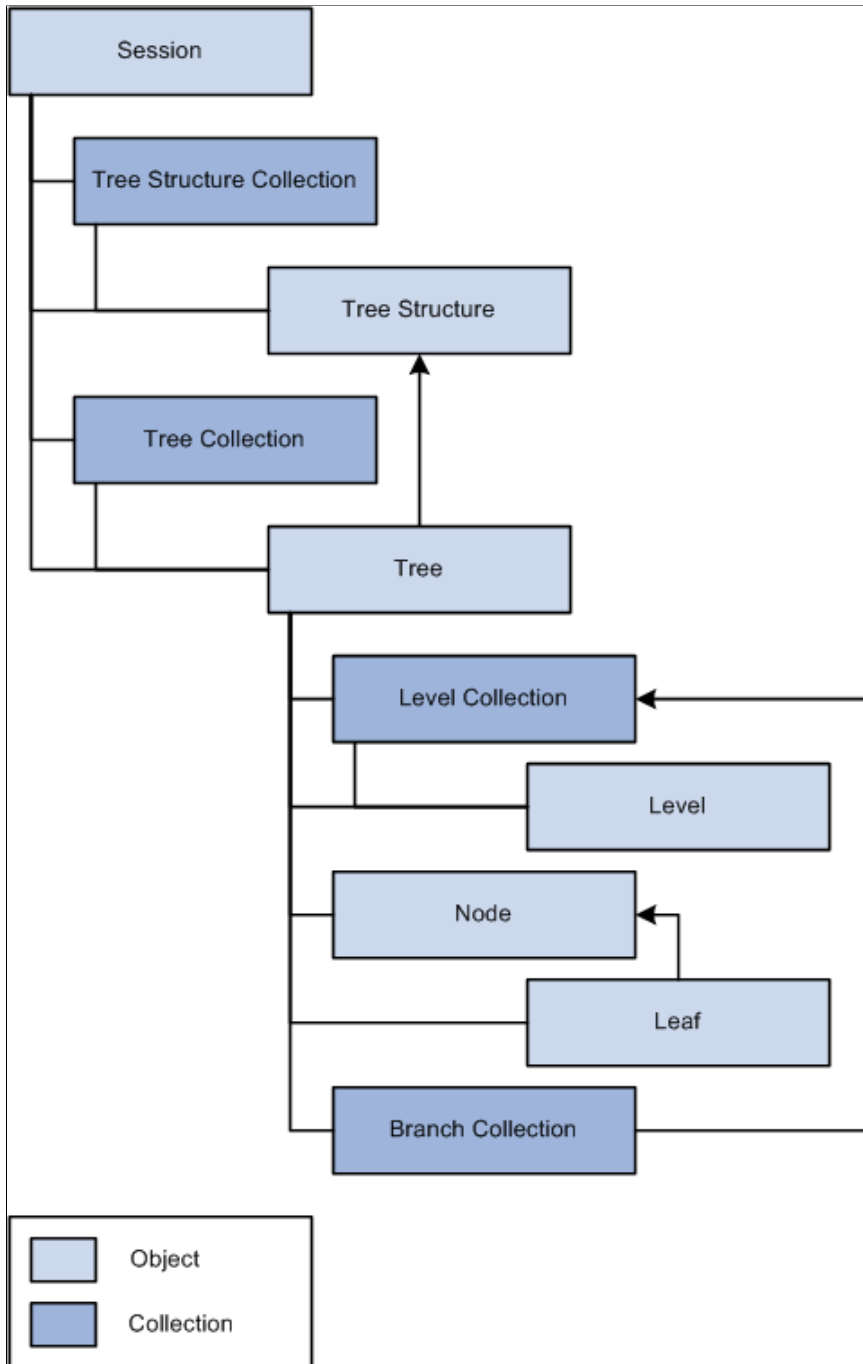 Session
Tree Structure Collection
Tree Structure
Tree Collection
Tree
Level Collection
Level
Node
Leaf
Branch Collection
Object
Collection